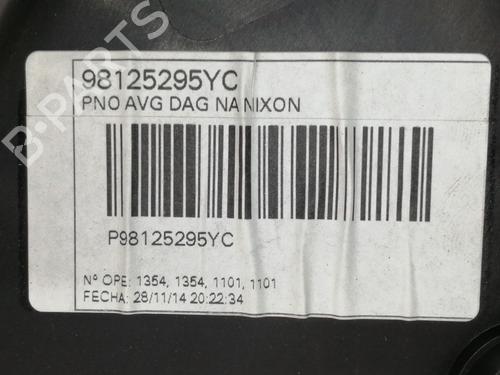 98125295YC
PNO AVG DAG NA NIXON
P98125295YC
Nº OPE: 1354, 1354, 1101, 1101
FECHA: 28/11/14 20:22:34
B-PARTS